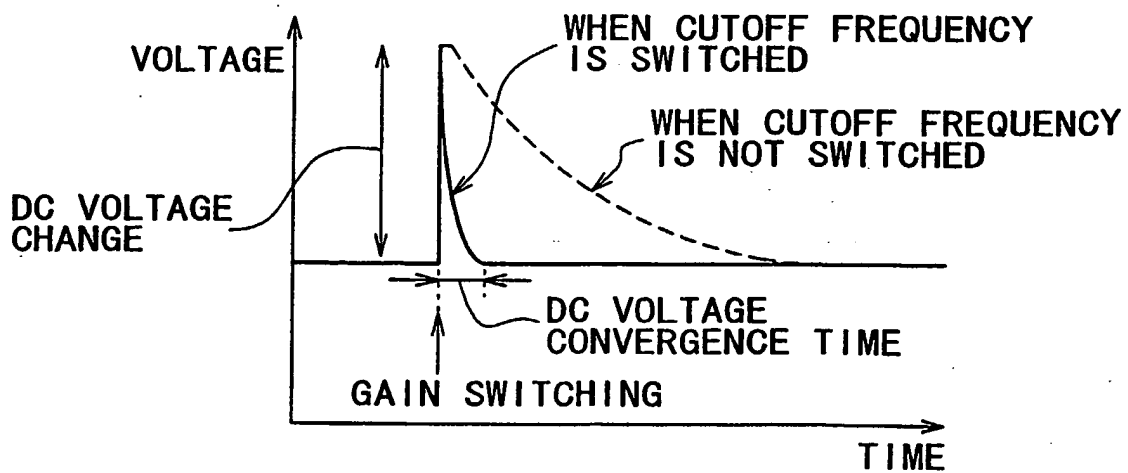 VOLTAGE
WHEN CUTOFF FREQUENCY
IS SWITCHED
WHEN CUTOFF FREQUENCY
IS NOT SWITCHED
DC VOLTAGE
CHANGE
DC VOLTAGE
CONVERGENCE TIME
GAIN SWITCHING
TIME